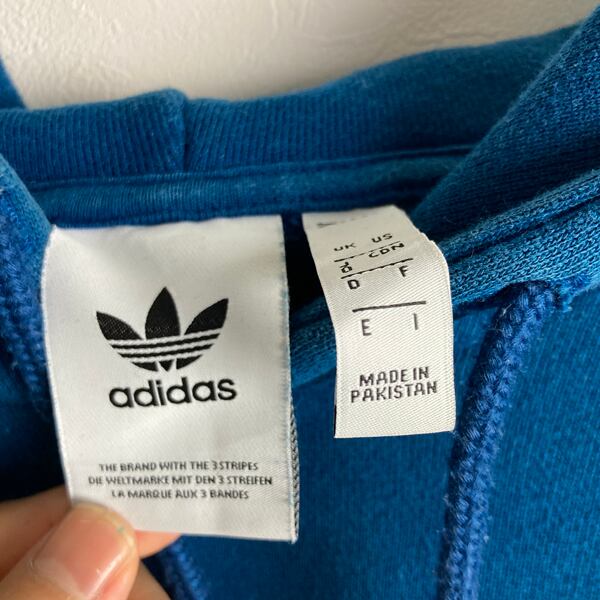 adidas
THE BRAND WITH THE 3 STRIPES
DIE WELTMARKE MIT DEN 3 STREIFEN
LA MARQUE AUX 3 BANDES
UK US
CDN
D F
E I
MADE IN
PAKISTAN